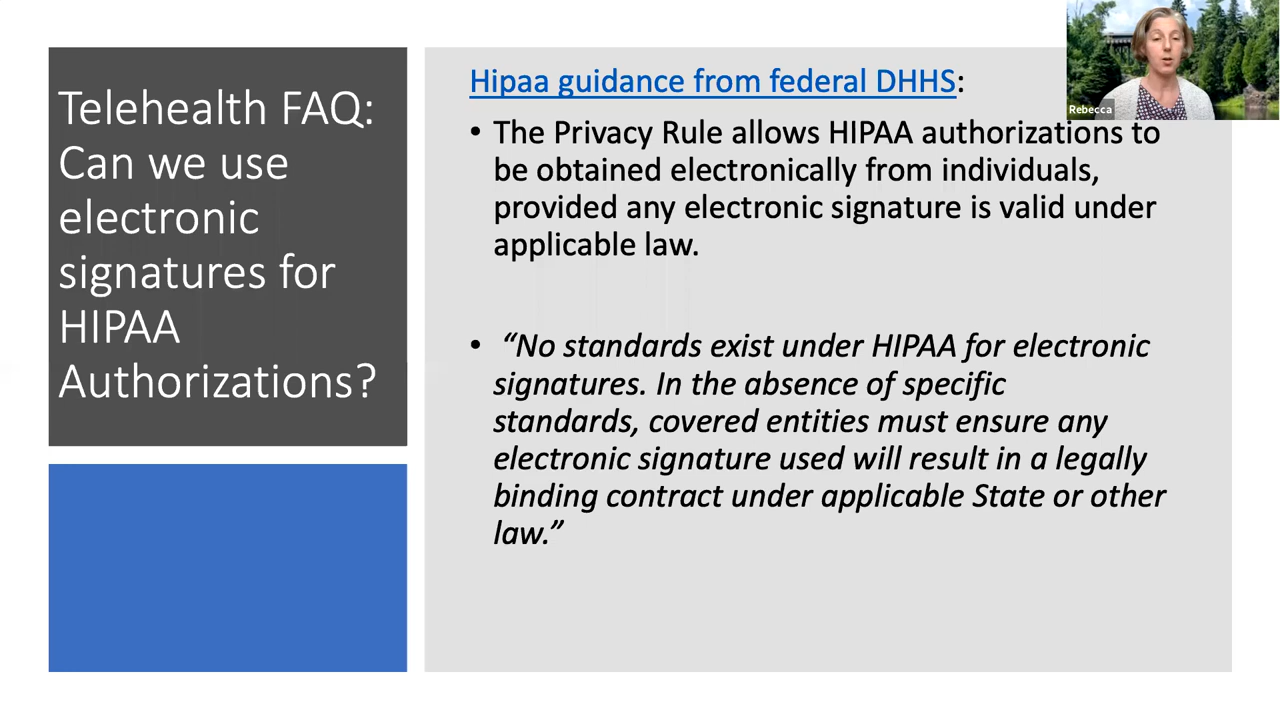 Telehealth FAQ:
Can we use
electronic
signatures for
HIPAA
Authorizations?
Hipaa guidance from federal DHHS:
• The Privacy Rule allows HIPAA authorizations to
be obtained electronically from individuals,
provided any electronic signature is valid under
applicable law.
• “No standards exist under HIPAA for electronic
signatures. In the absence of specific
standards, covered entities must ensure any
electronic signature used will result in a legally
binding contract under applicable State or other
law.”
Rebecca